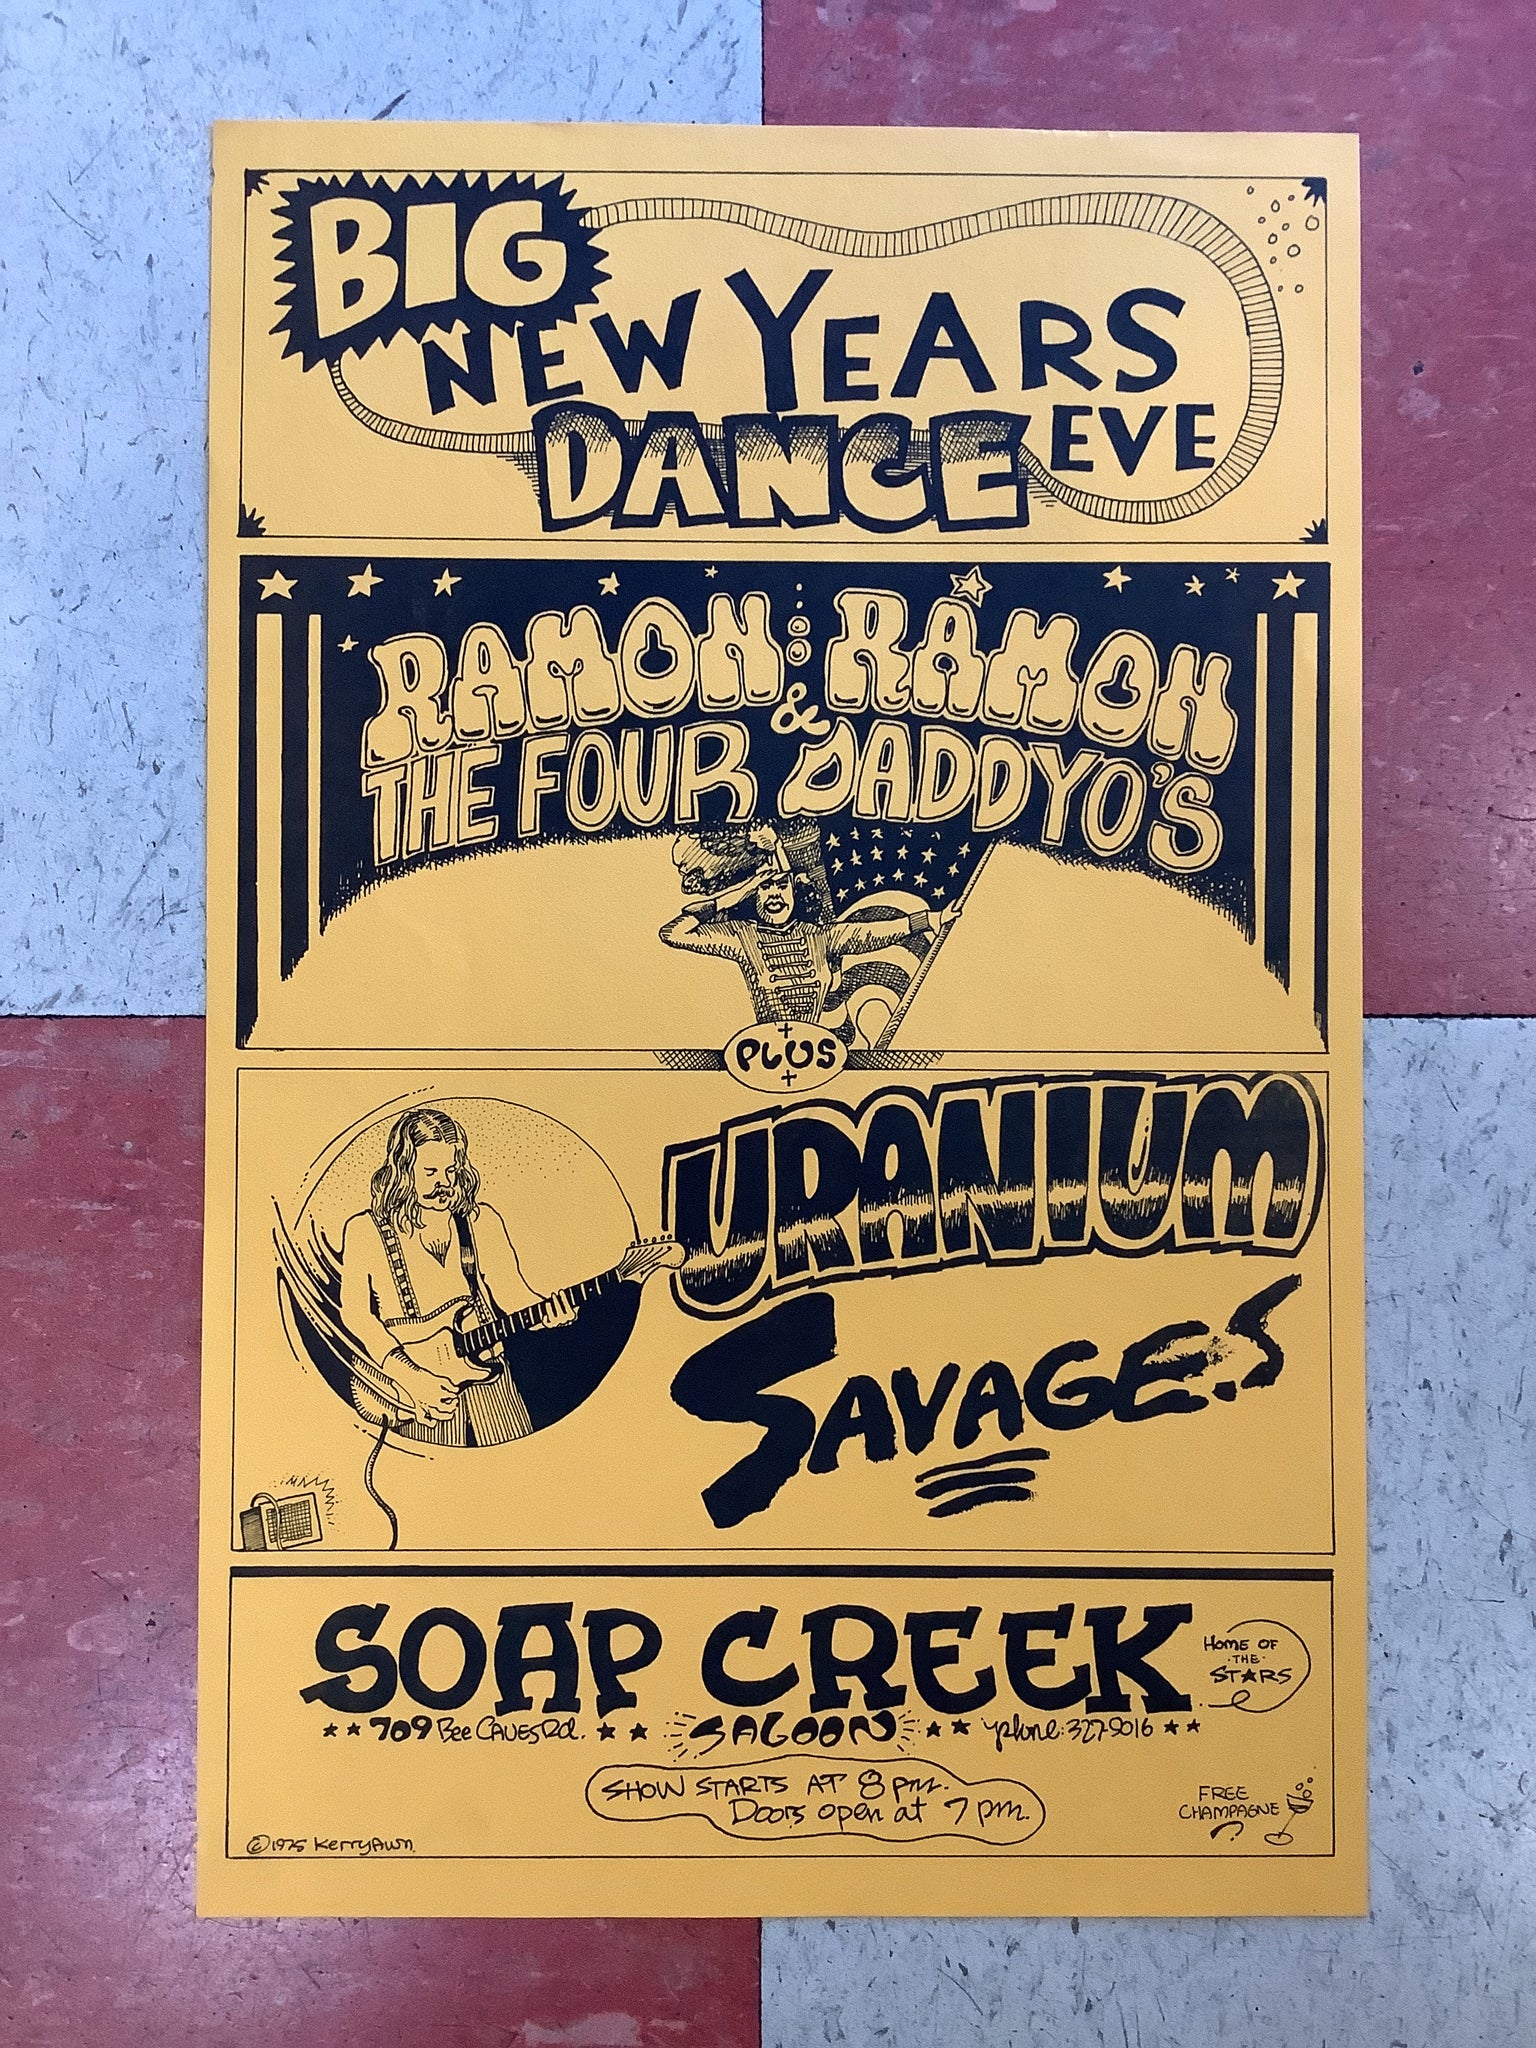 BIG
NEW YEARS
DANCE EVE
RAMON: RAMON
&
THE FOUR DADDYO'S
+
PLUS
+
URANIUM
SAVAGES
SOAP CREEK
HOME OF
·THE·
STARS
★★ 709 Bee CAVES Rd. ★★ SALOON ★★ phone: 327-9016 ★★
SHOW STARTS AT 8 pm.
Doors open at 7 pm.
FREE
CHAMPAGNE
© 1975 KerryAwn